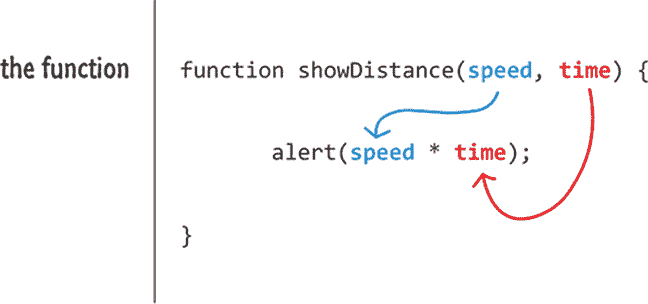 the function
function showDistance(speed, time) {
alert(speed * time);
}